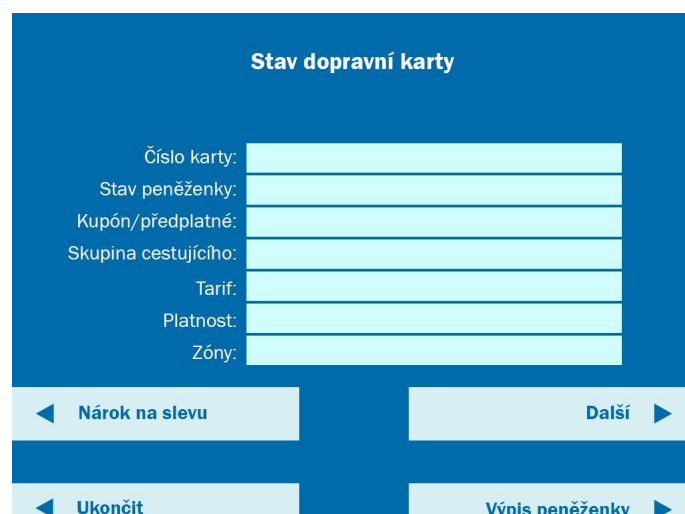 Stav dopravní karty
Číslo karty:
Stav peněženky:
Kupón/předplatné:
Skupina cestujícího:
Tarif:
Platnost:
Zóny:
Nárok na slevu
Další
Ukončit
Výpis peněženky